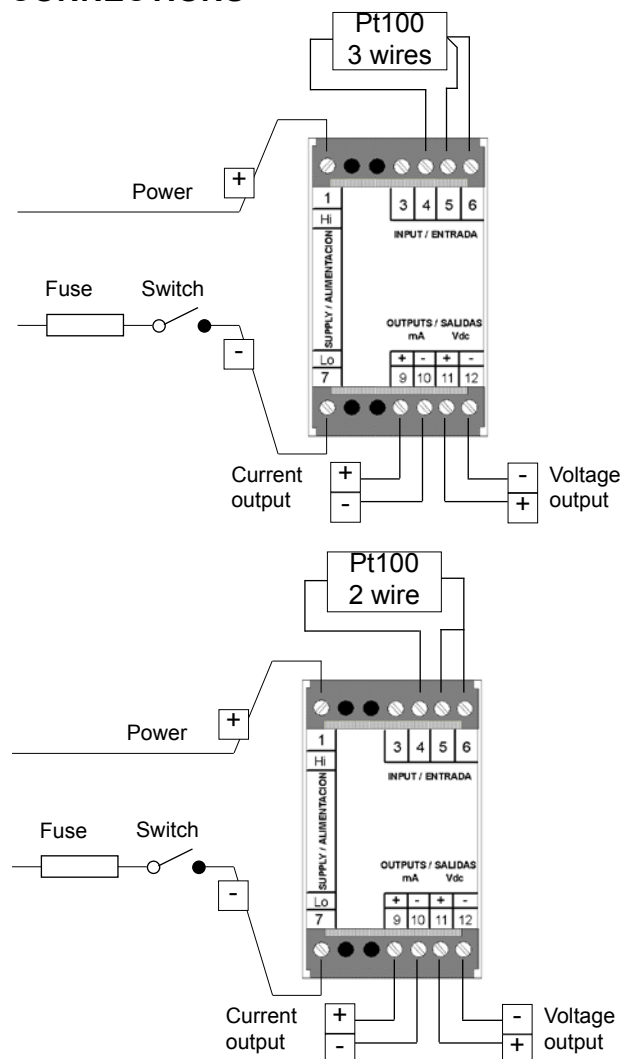 CONNECTIONS
Pt100
3 wires
Power
+
1
Hi
3 4 5 6
INPUT / ENTRADA
SUPPLY / ALIMENTACION
Fuse
Switch
-
OUTPUTS / SALIDAS
mA Vdc
Lo
+ - + -
7
9 10 11 12
Current
output
+
-
-
+
Voltage
output
Pt100
2 wire
Power
+
1
Hi
3 4 5 6
INPUT / ENTRADA
SUPPLY / ALIMENTACION
Fuse
Switch
-
OUTPUTS / SALIDAS
mA Vdc
Lo
+ - + -
7
9 10 11 12
Current
output
+
-
-
+
Voltage
output